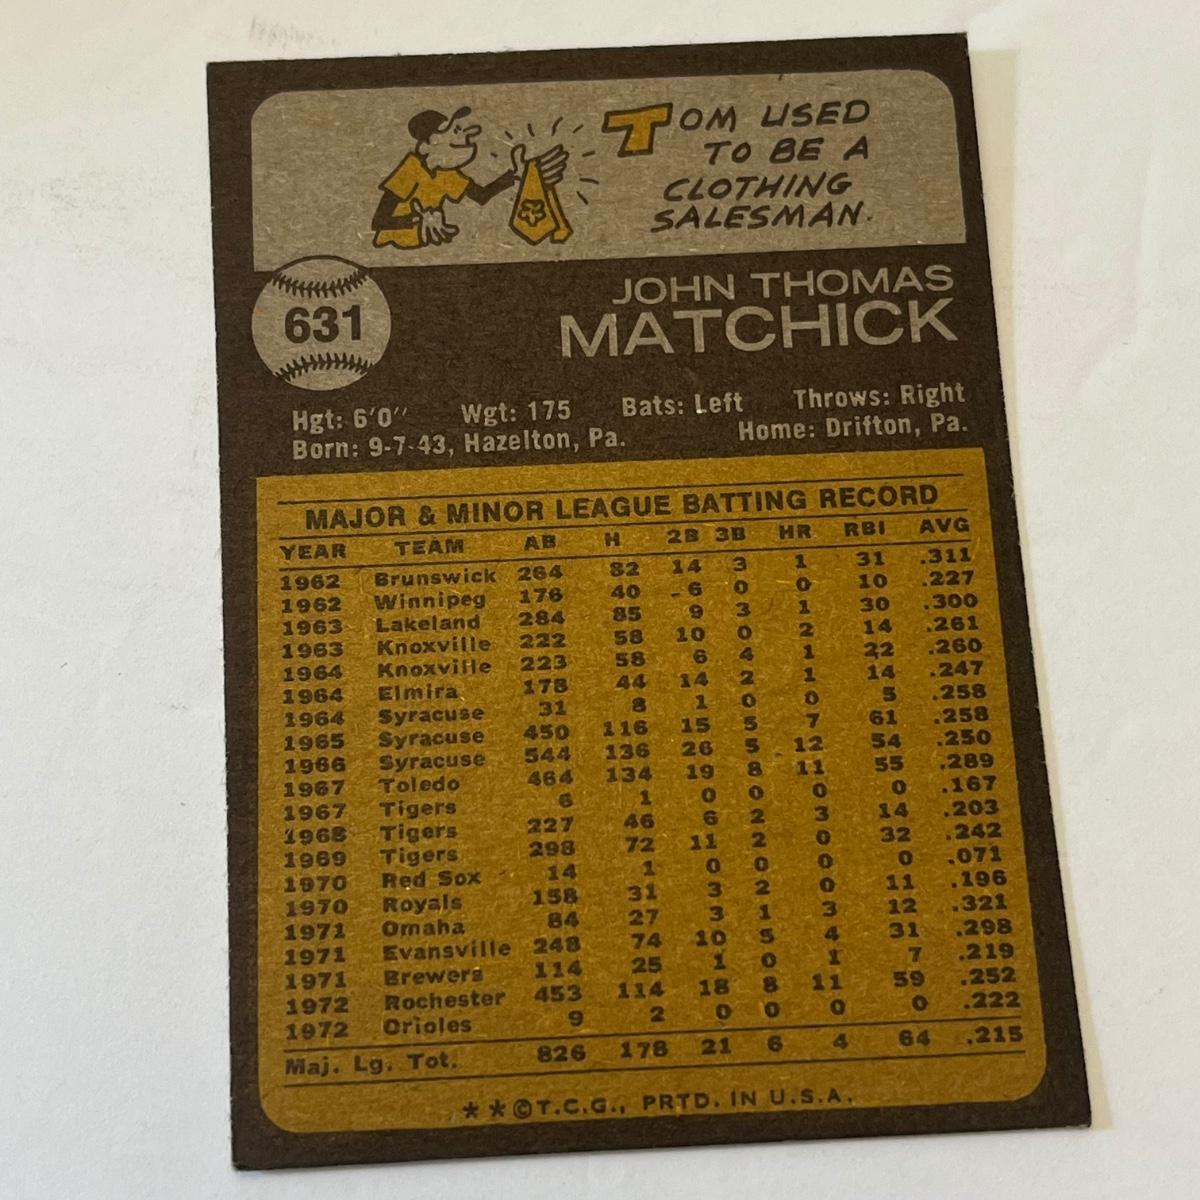 TOM USED
TO BE A
CLOTHING
SALESMAN.
631
JOHN THOMAS
MATCHICK
Hgt: 6'0" Wgt: 175 Bats: Left Throws: Right
Born: 9-7-43, Hazelton, Pa. Home: Drifton, Pa.
MAJOR & MINOR LEAGUE BATTING RECORD
YEAR TEAM AB H 2B 3B HR RBI AVG
1962 Brunswick 264 82 14 3 1 31 .311
1962 Winnipeg 176 40 6 0 0 10 .227
1963 Lakeland 284 85 9 3 1 30 .300
1963 Knoxville 222 58 10 0 2 14 .261
1964 Knoxville 223 58 6 4 1 22 .260
1964 Elmira 178 44 14 2 1 14 .247
1964 Syracuse 31 8 1 0 0 5 .258
1965 Syracuse 450 116 15 5 7 61 .258
1966 Syracuse 544 136 26 5 12 54 .250
1967 Toledo 464 134 19 8 11 55 .289
1967 Tigers 6 1 0 0 0 0 .167
1968 Tigers 227 46 6 2 3 14 .203
1969 Tigers 298 72 11 2 0 32 .242
1970 Red Sox 14 1 0 0 0 0 .071
1970 Royals 158 31 3 2 0 11 .196
1971 Omaha 84 27 3 1 3 12 .321
1971 Evansville 248 74 10 5 4 31 .298
1971 Brewers 114 25 1 0 1 7 .219
1972 Rochester 453 114 18 8 11 59 .252
1972 Orioles 9 2 0 0 0 0 .222
Maj. Lg. Tot. 826 178 21 6 4 64 .215
**©T.C.G., PRTD. IN U.S.A.